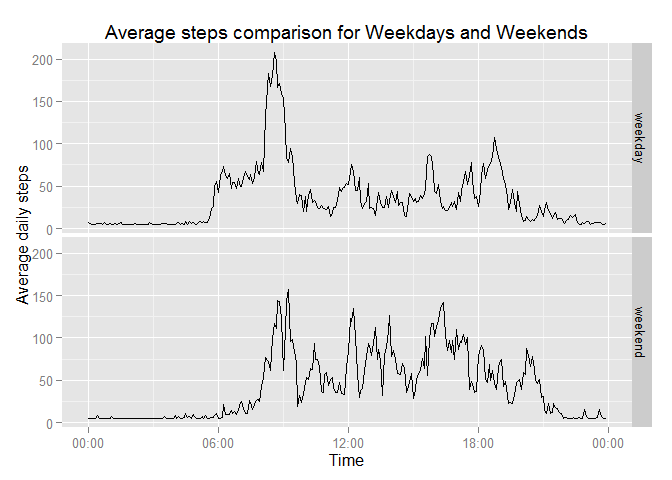 Average steps comparison for Weekdays and Weekends
Average daily steps
200
150
100
50
0
weekday
200
150
100
50
0
weekend
00:00 06:00 12:00 18:00 00:00
Time